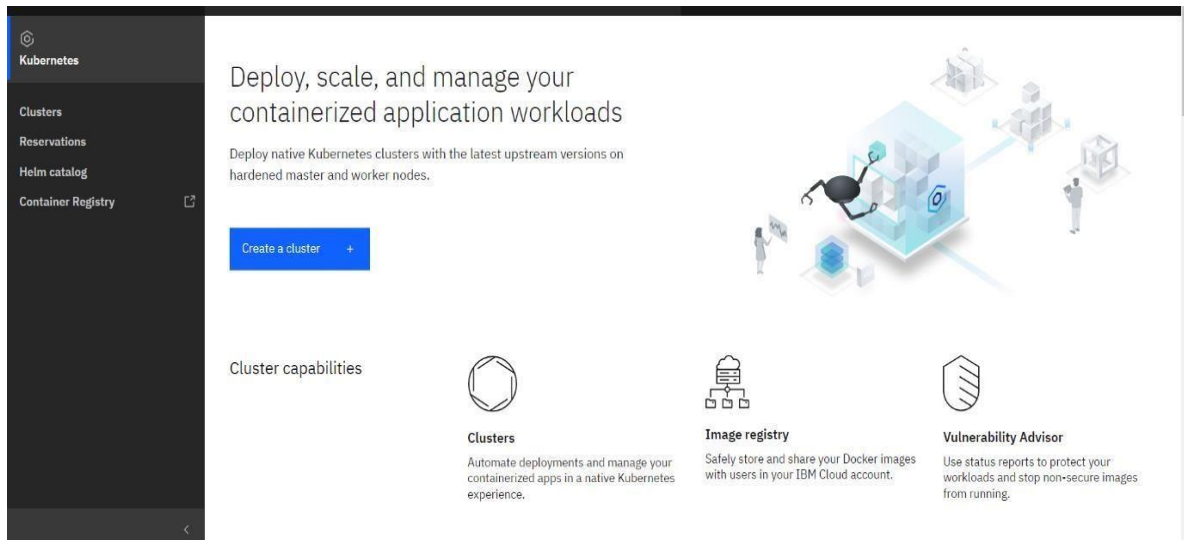 Kubernetes
Clusters
Reservations
Helm catalog
Container Registry
Deploy, scale, and manage your
containerized application workloads
Deploy native Kubernetes clusters with the latest upstream versions on
hardened master and worker nodes.
Create a cluster +
Cluster capabilities
Clusters
Automate deployments and manage your
containerized apps in a native Kubernetes
experience.
Image registry
Safely store and share your Docker images
with users in your IBM Cloud account.
Vulnerability Advisor
Use status reports to protect your
workloads and stop non-secure images
from running.